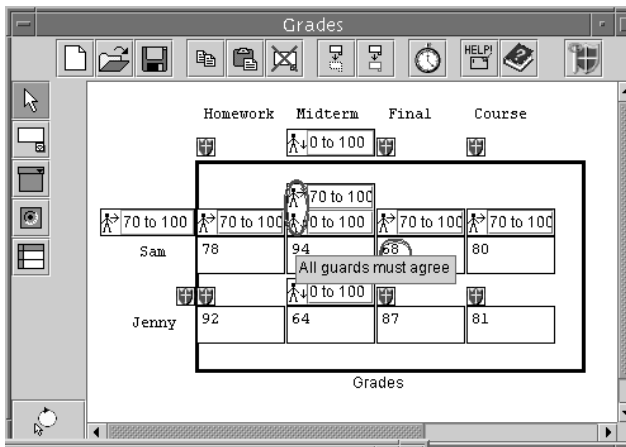 Grades
HELP!
Homework Midterm Final Course
0 to 100
70 to 100
70 to 100 70 to 100 0 to 100 70 to 100 70 to 100
Sam 78 94 68 80
All guards must agree
0 to 100
Jenny 92 64 87 81
Grades